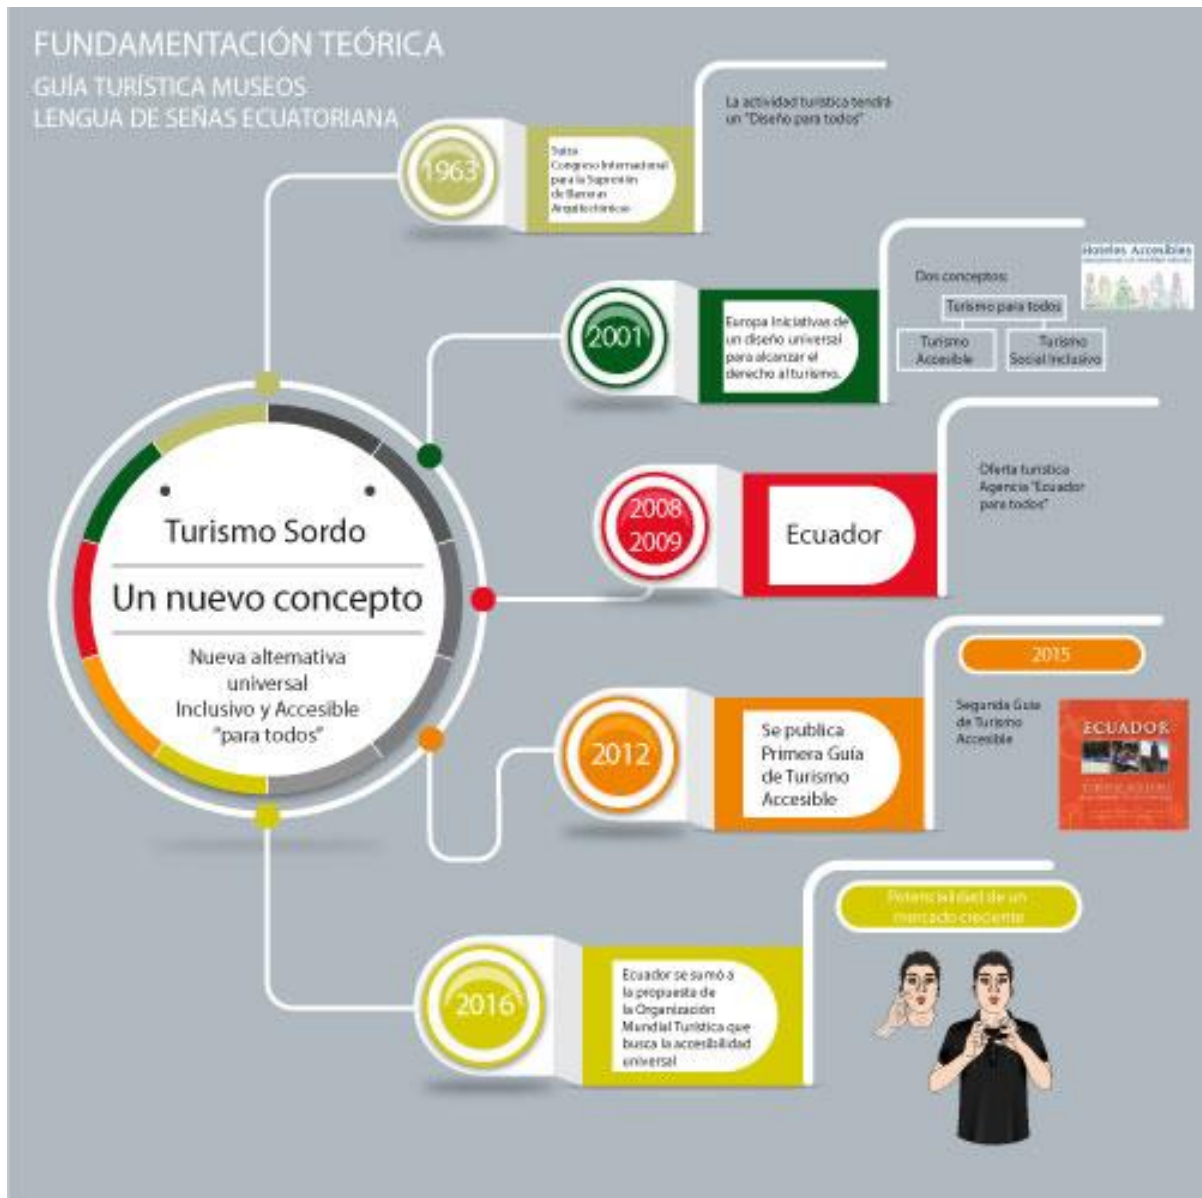 FUNDAMENTACIÓN TEÓRICA
GUÍA TURÍSTICA MUSEOS
LENGUA DE SEÑAS ECUATORIANA
1963
Suiza
Congreso Internacional
para la Supresión
de Barreras
Arquitectónicas
La actividad turística tendrá
un "Diseño para todos"
2001
Europa Iniciativas de
un diseño universal
para alcanzar el
derecho al turismo.
Dos conceptos:
Turismo para todos
Turismo
Accesible
Turismo
Social Inclusivo
Hoteles Accesibles
2008
2009
Ecuador
Oferta turística
Agencia "Ecuador
para todos"
Turismo Sordo
Un nuevo concepto
Nueva alternativa
universal
Inclusivo y Accesible
"para todos"
2012
Se publica
Primera Guía
de Turismo
Accesible
2015
Segunda Guía
de Turismo
Accesible
ECUADOR
2016
Ecuador se sumó a
la propuesta de
la Organización
Mundial Turística que
busca la accesibilidad
universal
Potencialidad de un
mercado creciente